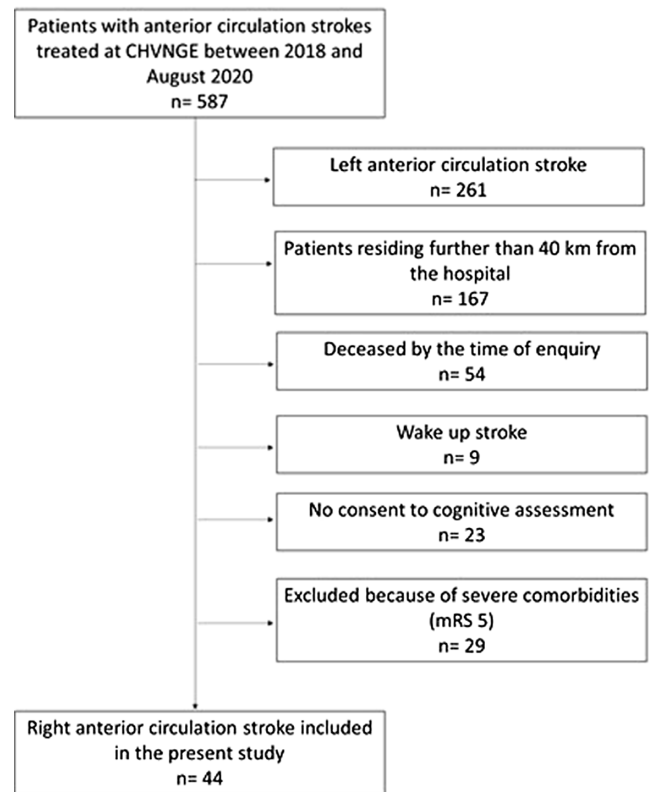 Patients with anterior circulation strokes
treated at CHVNGE between 2018 and
August 2020
n= 587
Left anterior circulation stroke
n= 261
Patients residing further than 40 km from
the hospital
n= 167
Deceased by the time of enquiry
n= 54
Wake up stroke
n= 9
No consent to cognitive assessment
n= 23
Excluded because of severe comorbidities
(mRS 5)
n= 29
Right anterior circulation stroke included
in the present study
n= 44